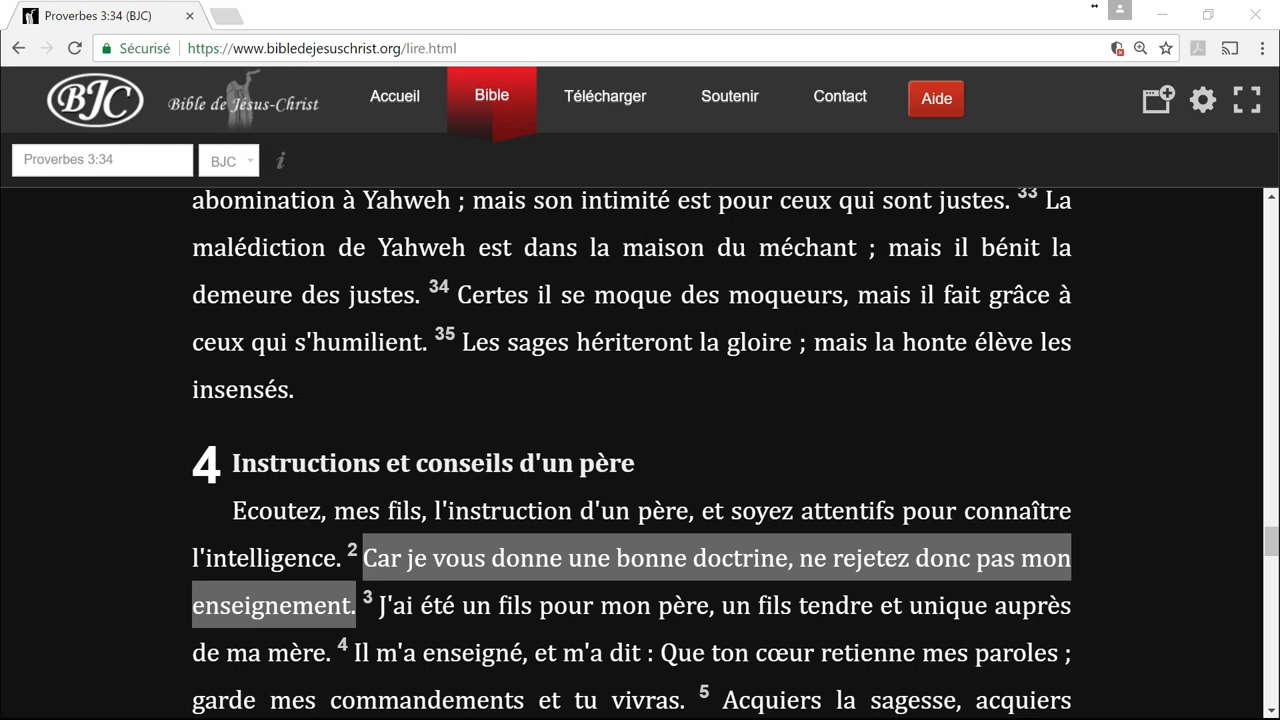 Proverbes 3:34 (BJC)
Sécurisé https://www.bibledejesuschrist.org/lire.html
BJC Bible de Jésus-Christ Accueil Bible Télécharger Soutenir Contact Aide
Proverbes 3:34 BJC i
abomination à Yahweh ; mais son intimité est pour ceux qui sont justes. 33 La
malédiction de Yahweh est dans la maison du méchant ; mais il bénit la
demeure des justes. 34 Certes il se moque des moqueurs, mais il fait grâce à
ceux qui s'humilient. 35 Les sages hériteront la gloire ; mais la honte élève les
insensés.
4 Instructions et conseils d'un père
Ecoutez, mes fils, l'instruction d'un père, et soyez attentifs pour connaître
l'intelligence. 2 Car je vous donne une bonne doctrine, ne rejetez donc pas mon
enseignement. 3 J'ai été un fils pour mon père, un fils tendre et unique auprès
de ma mère. 4 Il m'a enseigné, et m'a dit : Que ton cœur retienne mes paroles ;
garde mes commandements et tu vivras. 5 Acquiers la sagesse, acquiers